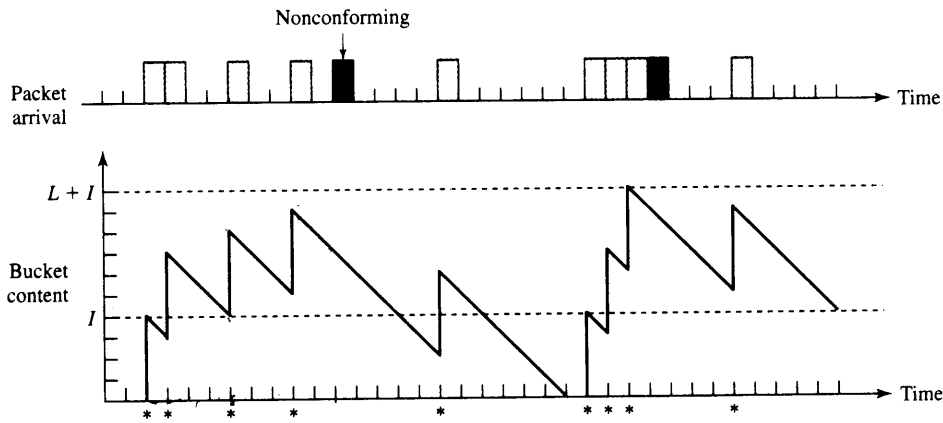 Nonconforming
Packet
arrival
Time
L + I
Bucket
content
I
Time
* * * * * * * * *